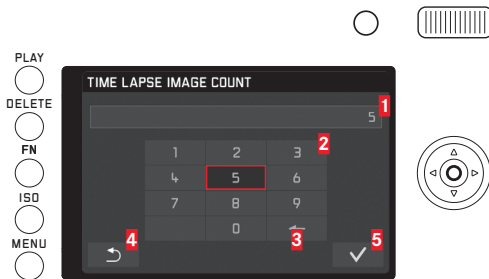 PLAY
DELETE
FN
ISO
MENU
TIME LAPSE IMAGE COUNT
5 1
1 2 3 2
4 5 6
7 8 9
0 3
4 5